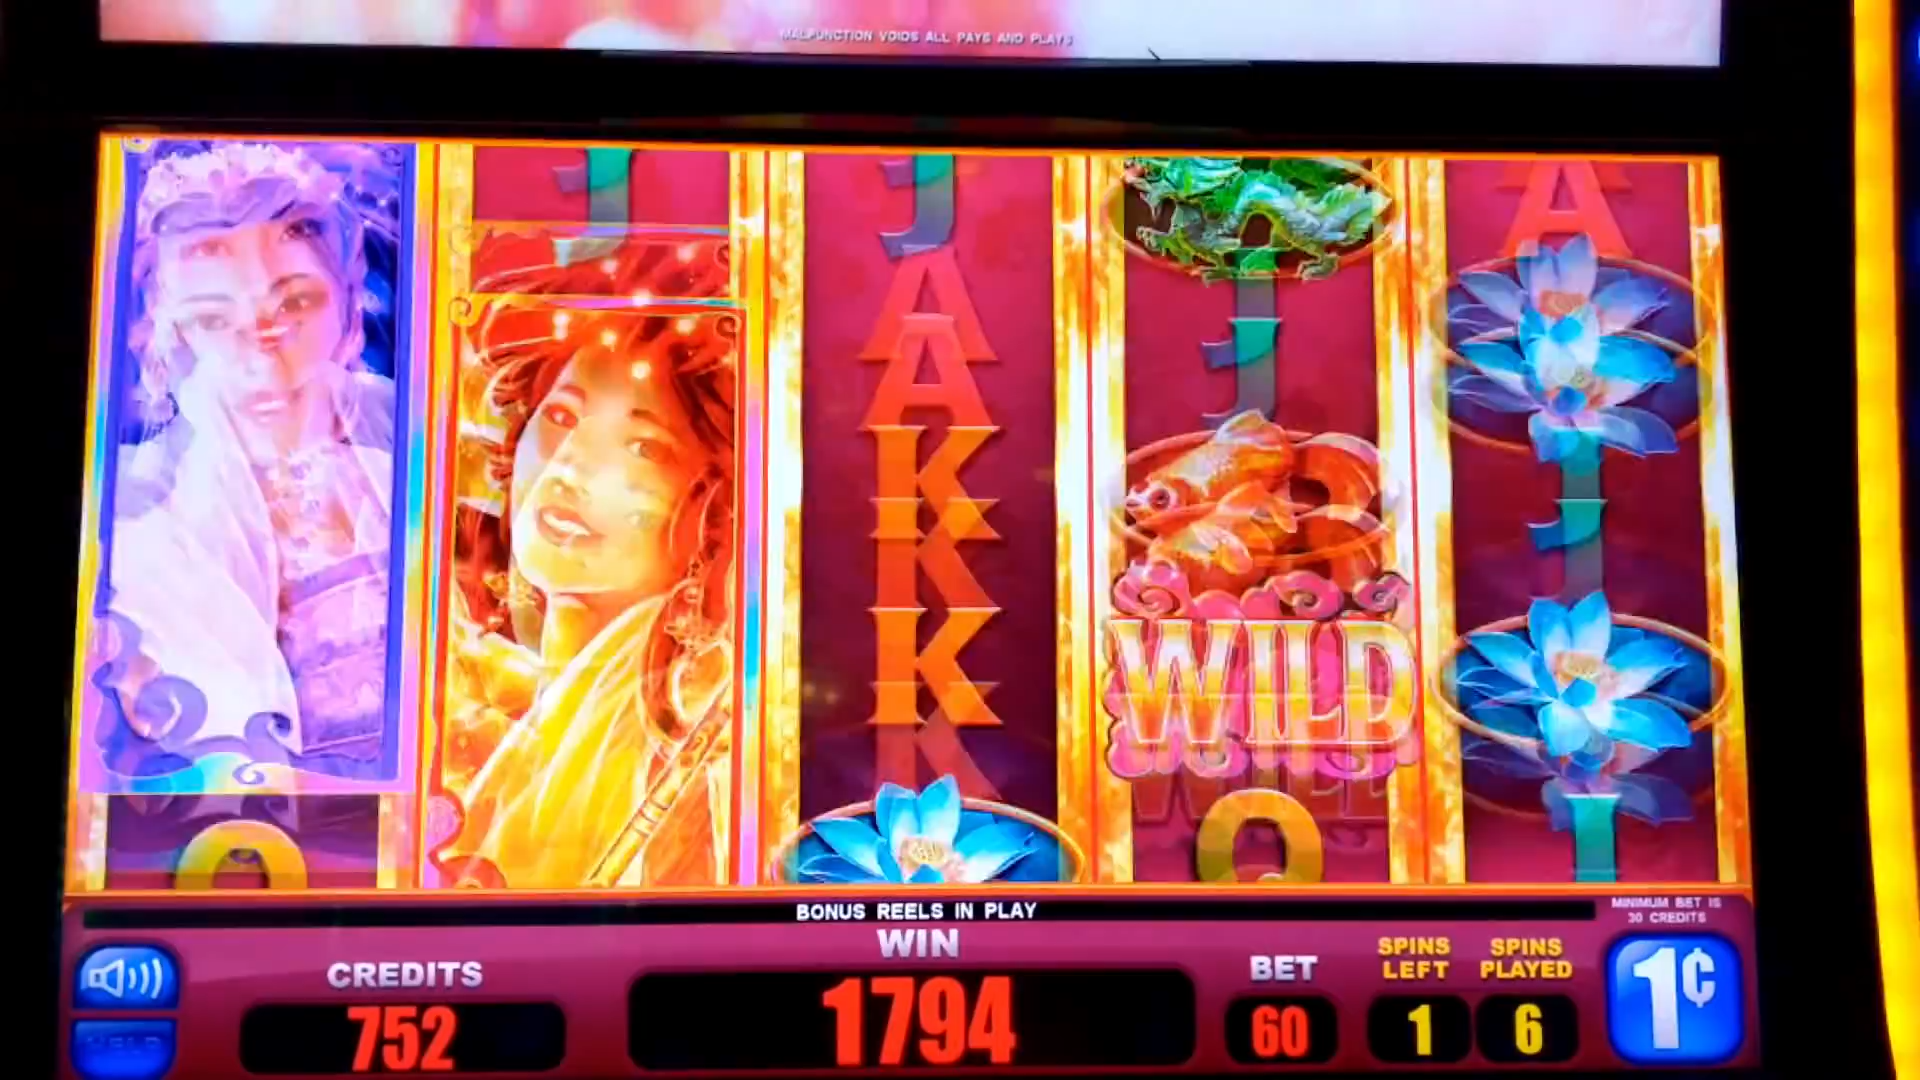 MALFUNCTION VOIDS ALL PAYS AND PLAYS
J J A
A
A J
K
K J
K
WILD
Q Q J
BONUS REELS IN PLAY
MINIMUM BET IS
30 CREDITS
WIN
CREDITS BET SPINS LEFT SPINS PLAYED
752 1794 60 1 6 1¢
HELP